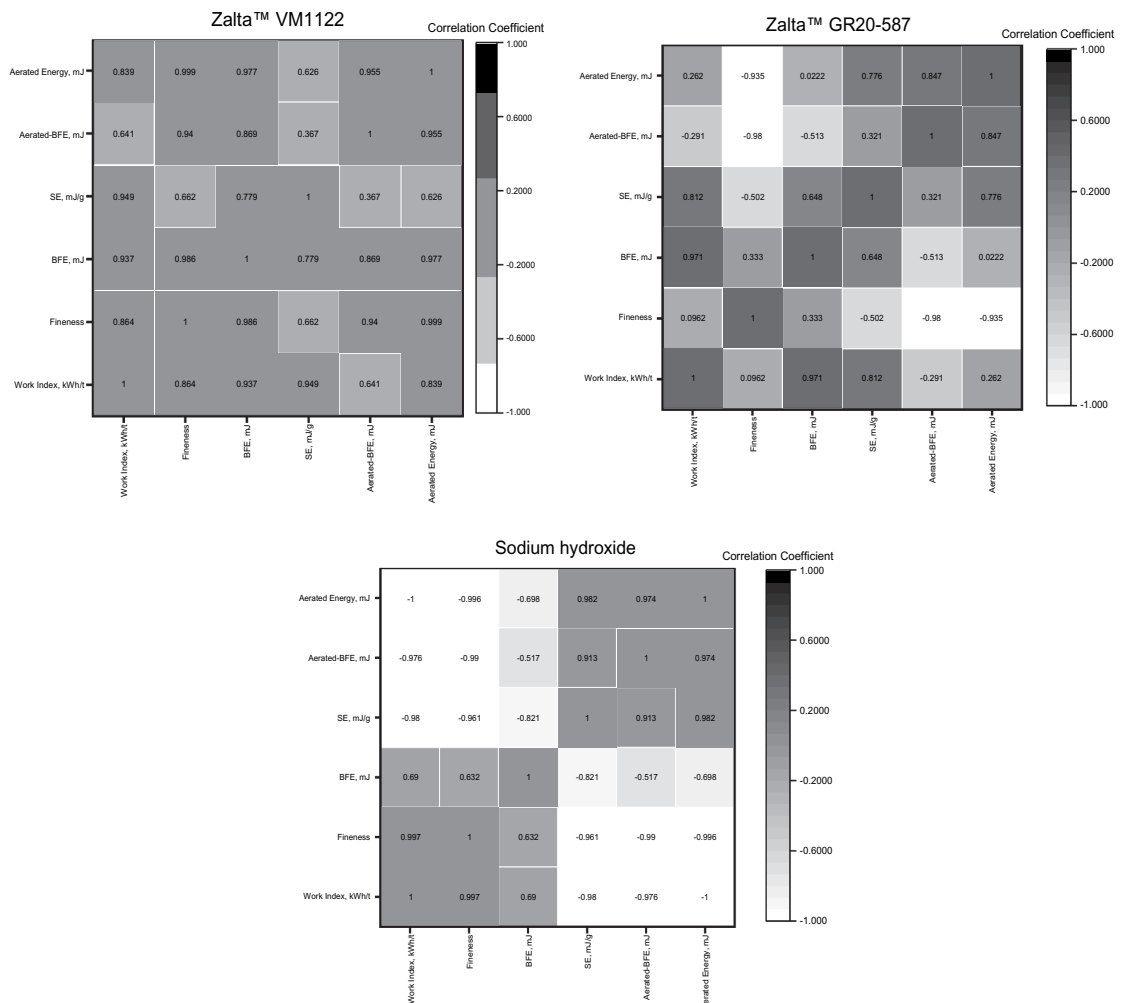 Zalta™ VM1122
Correlation Coefficient
1.000
0.6000
0.2000
-0.2000
-0.6000
-1.000
Aerated Energy, mJ 0.839 0.999 0.977 0.626 0.955 1
Aerated-BFE, mJ 0.641 0.94 0.869 0.367 1 0.955
SE, mJ/g 0.949 0.662 0.779 1 0.367 0.626
BFE, mJ 0.937 0.986 1 0.779 0.869 0.977
Fineness 0.864 1 0.986 0.662 0.94 0.999
Work Index, kWh/t 1 0.864 0.937 0.949 0.641 0.839
Work Index, kWh/t
Fineness
BFE, mJ
SE, mJ/g
Aerated-BFE, mJ
Aerated Energy, mJ
Zalta™ GR20-587
Correlation Coefficient
1.000
0.6000
0.2000
-0.2000
-0.6000
-1.000
Aerated Energy, mJ 0.262 -0.935 0.0222 0.776 0.847 1
Aerated-BFE, mJ -0.291 -0.98 -0.513 0.321 1 0.847
SE, mJ/g 0.812 -0.502 0.648 1 0.321 0.776
BFE, mJ 0.971 0.333 1 0.648 -0.513 0.0222
Fineness 0.0962 1 0.333 -0.502 -0.98 -0.935
Work Index, kWh/t 1 0.0962 0.971 0.812 -0.291 0.262
Work Index, kWh/t
Fineness
BFE, mJ
SE, mJ/g
Aerated-BFE, mJ
Aerated Energy, mJ
Sodium hydroxide
Correlation Coefficient
1.000
0.6000
0.2000
-0.2000
-0.6000
-1.000
Aerated Energy, mJ -1 -0.996 -0.698 0.982 0.974 1
Aerated-BFE, mJ -0.976 -0.99 -0.517 0.913 1 0.974
SE, mJ/g -0.98 -0.961 -0.821 1 0.913 0.982
BFE, mJ 0.69 0.632 1 -0.821 -0.517 -0.698
Fineness 0.997 1 0.632 -0.961 -0.99 -0.996
Work Index, kWh/t 1 0.997 0.69 -0.98 -0.976 -1
Work Index, kWh/t
Fineness
BFE, mJ
SE, mJ/g
Aerated-BFE, mJ
erated Energy, mJ